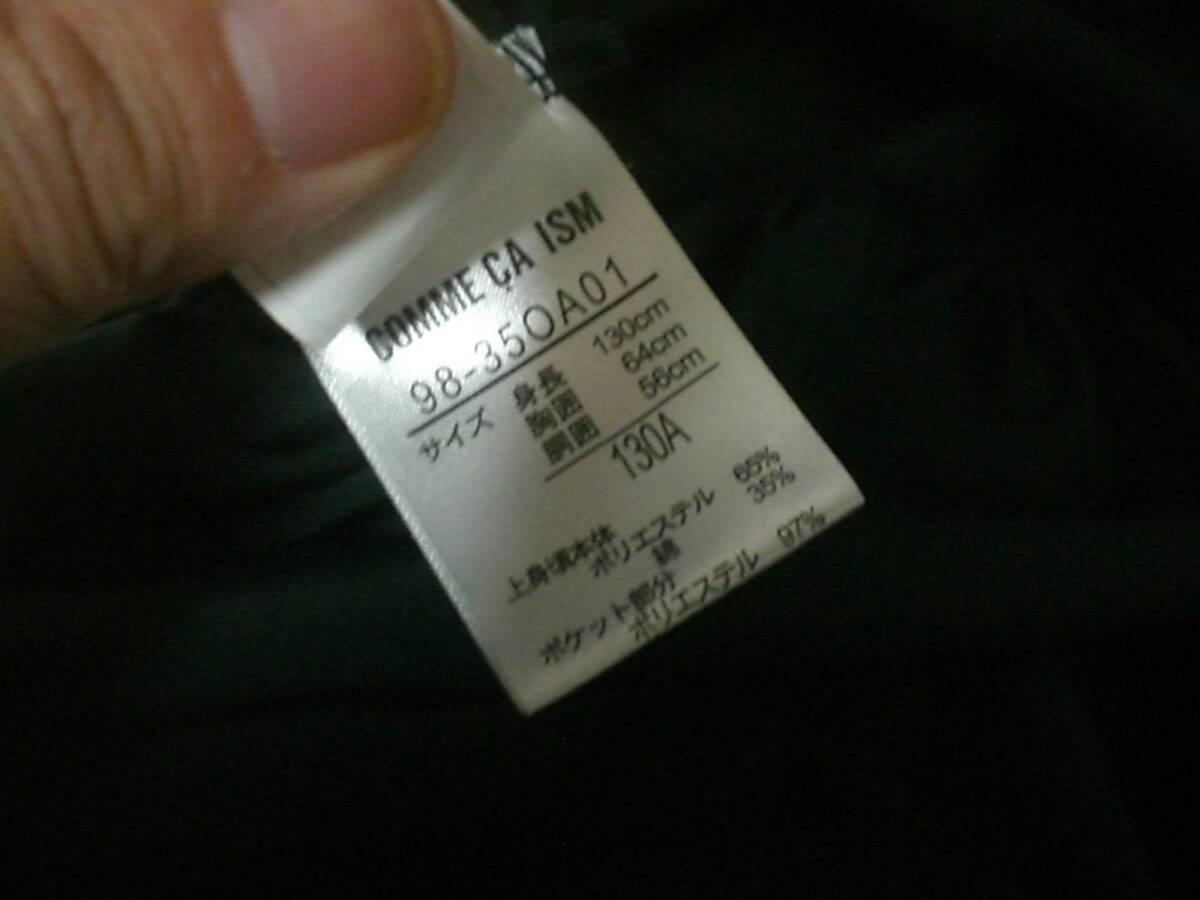 COMME ÇA ISM
98-35OA01
サイズ 身長 130cm
胸囲 64cm
胴囲 56cm
130A
上身頃本体
ポリエステル 65%
綿 35%
ポケット部分
ポリエステル 97%